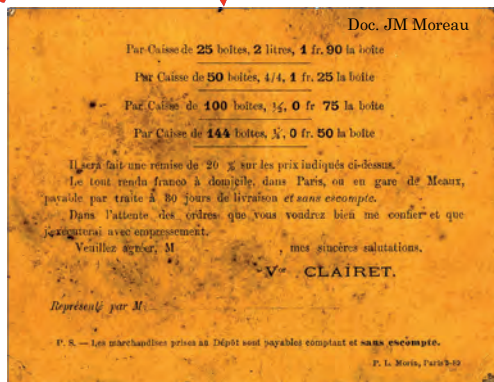 Doc. JM Moreau
Par Caisse de 25 boîtes, 2 litres, 1 fr. 90 la boîte
Par Caisse de 50 boîtes, 4/4, 1 fr. 25 la boîte
Par Caisse de 100 boîtes, ½, 0 fr 75 la boîte
Par Caisse de 144 boîtes, ¼, 0 fr. 50 la boîte
Il sera fait une remise de 20 % sur les prix indiqués ci-dessus.
Le tout rendu franco à domicile, dans Paris, ou en gare de Meaux,
payable par traite à 30 jours de livraison et sans escompte.
Dans l'attente des ordres que vous voudrez bien me confier et que
j'exécuterai avec empressement.
Veuillez agréer, M , mes sincères salutations.
Vve CLAIRET.
Représenté par M
P. S. — Les marchandises prises au Dépôt sont payables comptant et sans escompte.
P. L. Morin, Paris